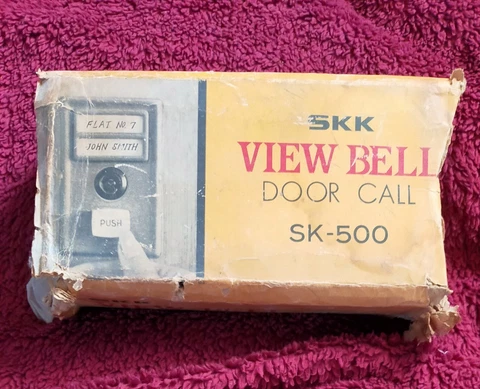 FLAT No 7
JOHN SMITH
PUSH
SKK
VIEW BELL
DOOR CALL
SK-500